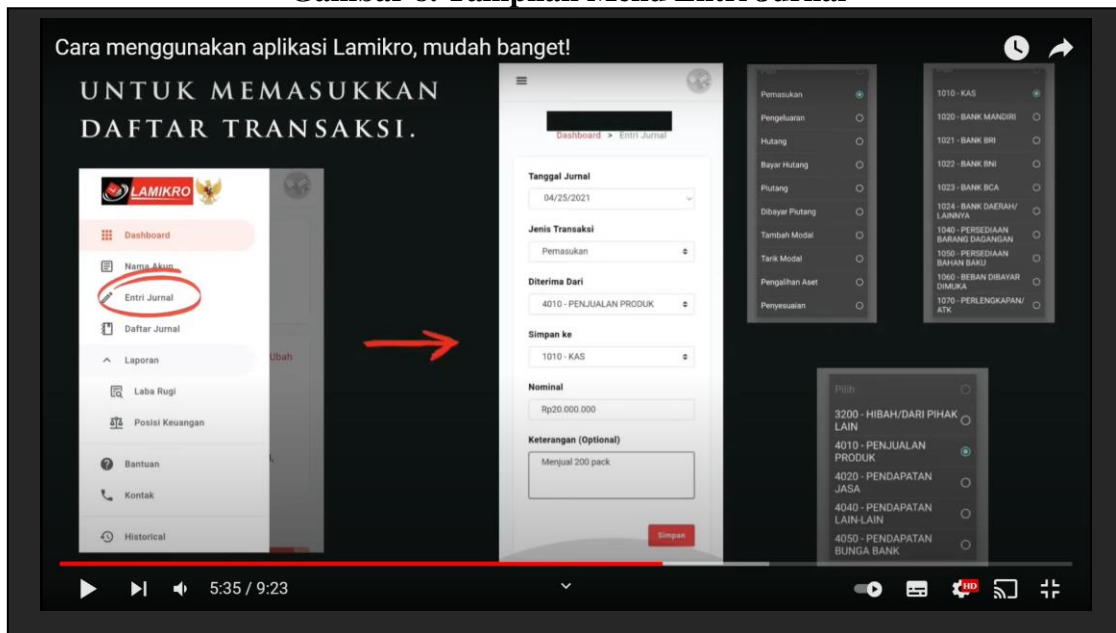 Cara menggunakan aplikasi Lamikro, mudah banget!
UNTUK MEMASUKKAN
DAFTAR TRANSAKSI.
LAMIKRO
Dashboard
Nama Akun
Entri Jurnal
Daftar Jurnal
Laporan
Ubah
Laba Rugi
Posisi Keuangan
Bantuan
Kontak
Historical
Dashboard > Entri Jurnal
Tanggal Jurnal
04/25/2021
Jenis Transaksi
Pemasukan
Diterima Dari
4010 - PENJUALAN PRODUK
Simpan ke
1010 - KAS
Nominal
Rp20.000.000
Keterangan (Optional)
Menjual 200 pack
Simpan
Pemasukan
Pengeluaran
Hutang
Bayar Hutang
Piutang
Dibayar Piutang
Tambah Modal
Tarik Modal
Pengalihan Aset
Penyesuaian
1010 - KAS
1020 - BANK MANDIRI
1021 - BANK BRI
1022 - BANK BNI
1023 - BANK BCA
1024 - BANK DAERAH/
LAINNYA
1040 - PERSEDIAAN
BARANG DAGANGAN
1050 - PERSEDIAAN
BAHAN BAKU
1060 - BEBAN DIBAYAR
DIMUKA
1070 - PERLENGKAPAN/
ATK
Pilih
3200 - HIBAH/DARI PIHAK
LAIN
4010 - PENJUALAN
PRODUK
4020 - PENDAPATAN
JASA
4040 - PENDAPATAN
LAIN-LAIN
4050 - PENDAPATAN
BUNGA BANK
5:35 / 9:23
HD